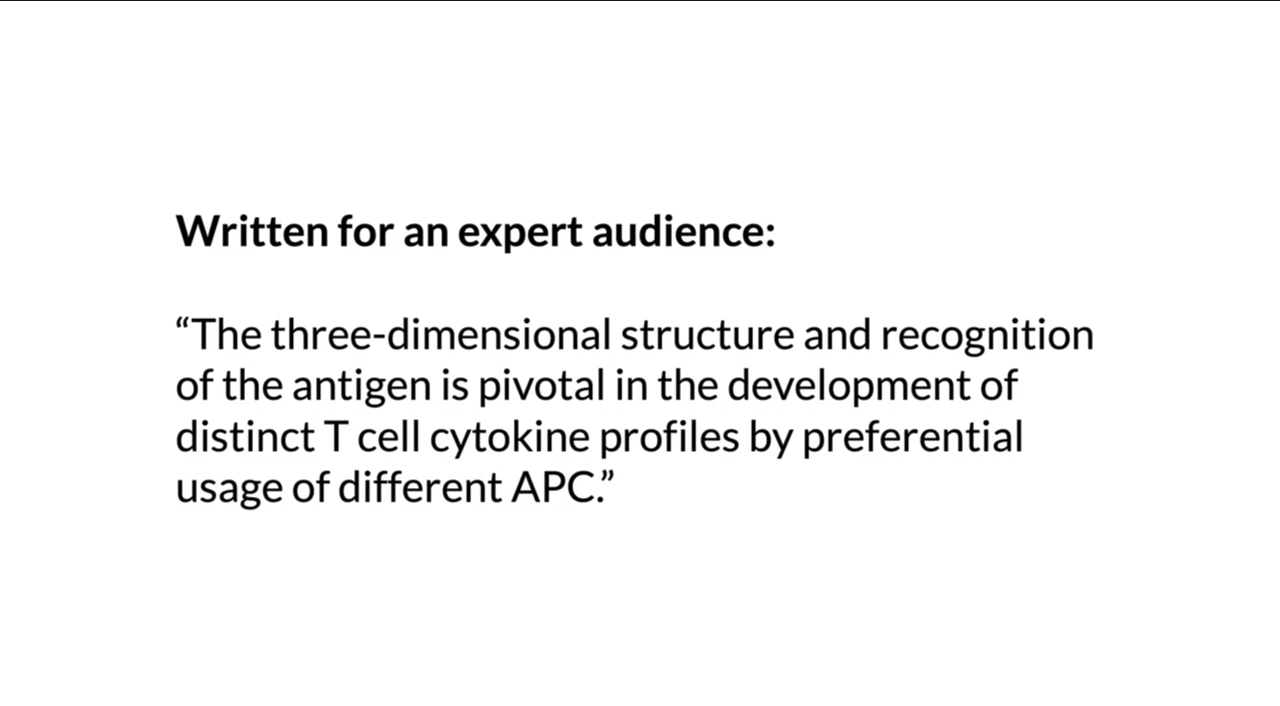 Written for an expert audience:
“The three-dimensional structure and recognition
of the antigen is pivotal in the development of
distinct T cell cytokine profiles by preferential
usage of different APC.”